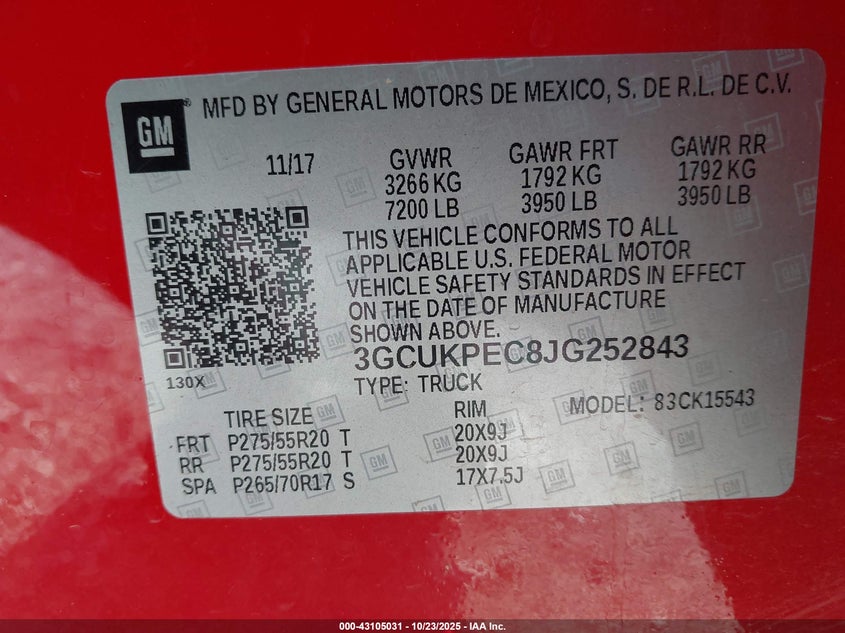 GM ® MFD BY GENERAL MOTORS DE MEXICO, S. DE R.L. DE C.V.
11/17 GVWR GAWR FRT GAWR RR
3266 KG 1792 KG 1792 KG
7200 LB 3950 LB 3950 LB
THIS VEHICLE CONFORMS TO ALL
APPLICABLE U.S. FEDERAL MOTOR
VEHICLE SAFETY STANDARDS IN EFFECT
ON THE DATE OF MANUFACTURE
SHOWN ABOVE.
3GCUKPEC8JG252843
130X
TYPE: TRUCK
MODEL: 83CK15543
TIRE SIZE RIM
FRT P275/55R20 T 20X9J
RR P275/55R20 T 20X9J
SPA P265/70R17 S 17X7.5J
000-43105031 - 10/23/2025 - IAA Inc.